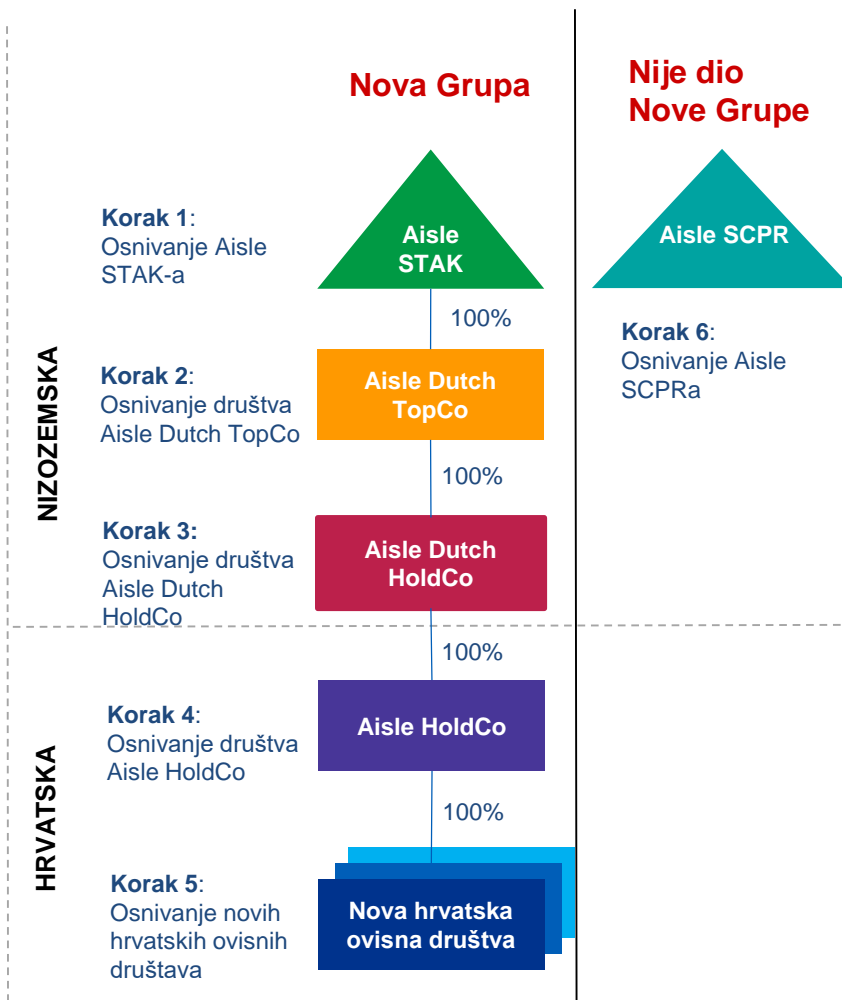 Nova Grupa
Nije dio
Nove Grupe
Korak 1:
Osnivanje Aisle
STAK-a
Aisle
STAK
Aisle SCPR
100%
Korak 6:
Osnivanje Aisle
SCPRa
NIZOZEMSKA
Korak 2:
Osnivanje društva
Aisle Dutch TopCo
Aisle Dutch
TopCo
100%
Korak 3:
Osnivanje društva
Aisle Dutch
HoldCo
Aisle Dutch
HoldCo
100%
HRVATSKA
Korak 4:
Osnivanje društva
Aisle HoldCo
Aisle HoldCo
100%
Korak 5:
Osnivanje novih
hrvatskih ovisnih
društava
Nova hrvatska
ovisna društva